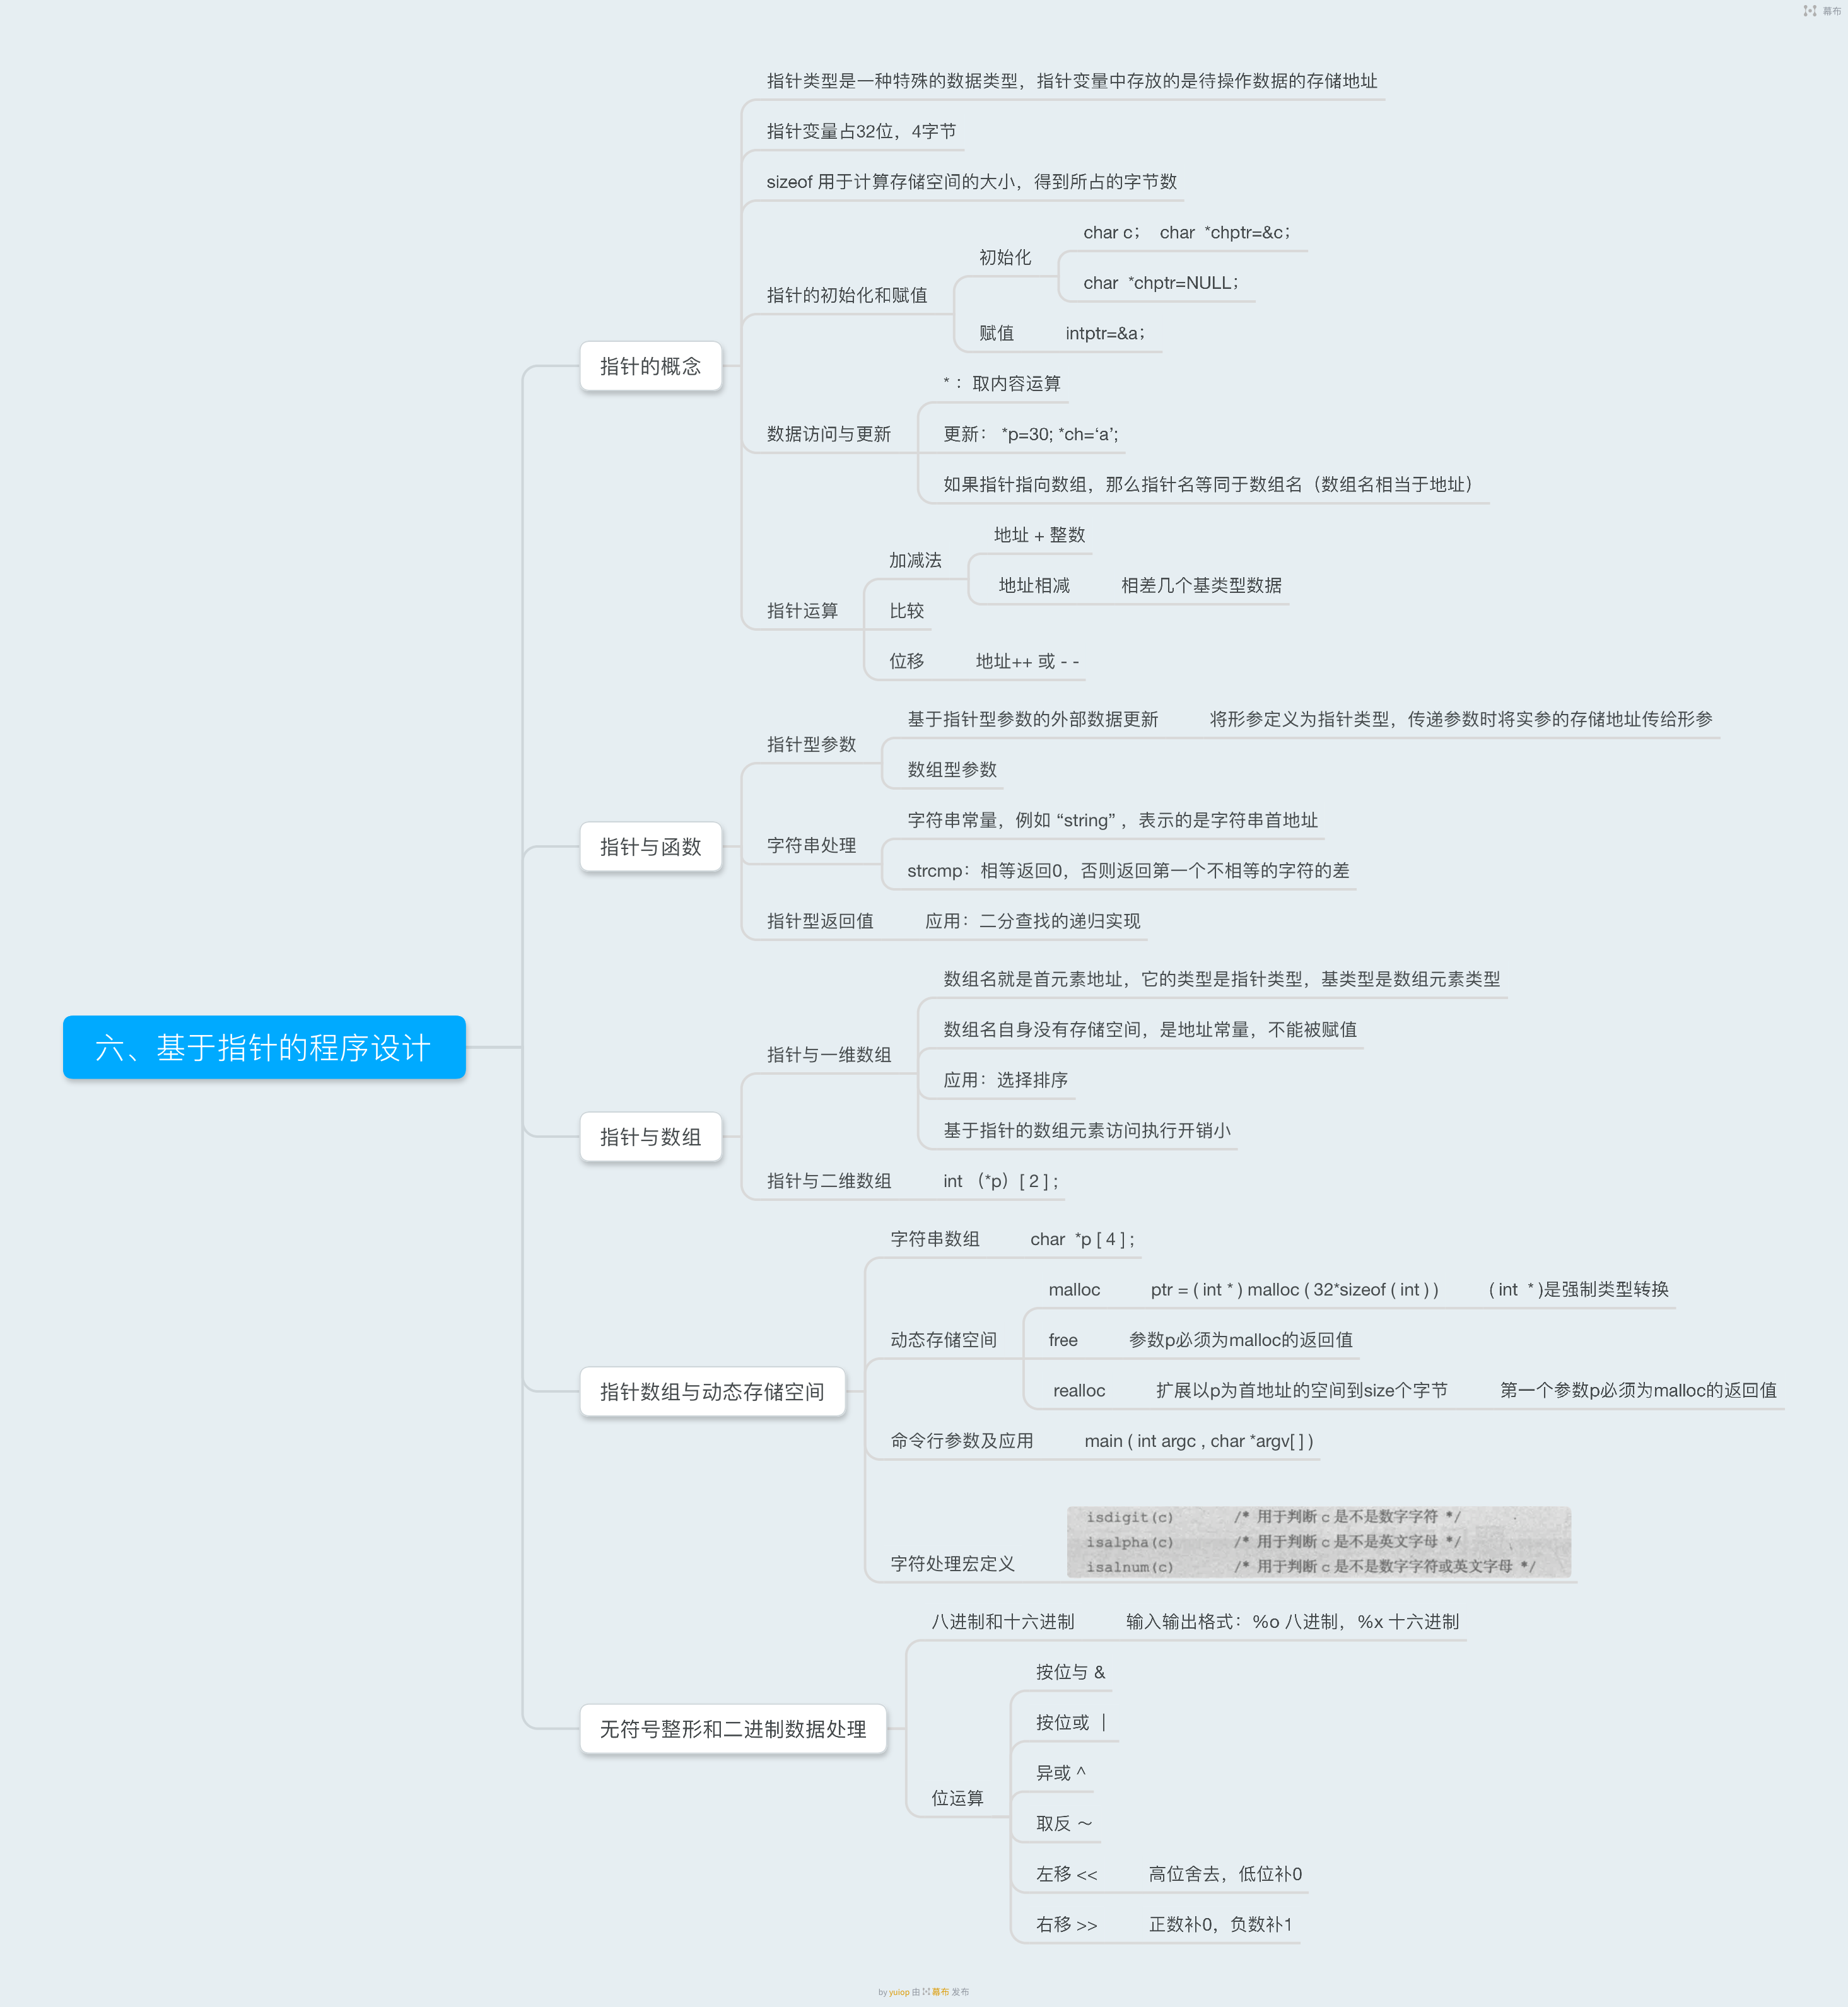 幕布
指针类型是一种特殊的数据类型，指针变量中存放的是待操作数据的存储地址
指针变量占32位，4字节
sizeof 用于计算存储空间的大小，得到所占的字节数
char c； char *chptr=&c；
初始化
char *chptr=NULL；
指针的初始化和赋值
赋值 intptr=&a；
指针的概念
*： 取内容运算
数据访问与更新
更新： *p=30; *ch=‘a’;
如果指针指向数组，那么指针名等同于数组名（数组名相当于地址）
地址 + 整数
加减法
地址相减 相差几个基类型数据
指针运算
比较
位移 地址++ 或 - -
基于指针型参数的外部数据更新 将形参定义为指针类型，传递参数时将实参的存储地址传给形参
指针型参数
数组型参数
指针与函数
字符串常量，例如 “string” ，表示的是字符串首地址
字符串处理
strcmp：相等返回0，否则返回第一个不相等的字符的差
指针型返回值 应用：二分查找的递归实现
六、基于指针的程序设计
数组名就是首元素地址，它的类型是指针类型，基类型是数组元素类型
数组名自身没有存储空间，是地址常量，不能被赋值
指针与一维数组
应用：选择排序
指针与数组
基于指针的数组元素访问执行开销小
指针与二维数组 int （*p）[ 2 ] ;
字符串数组 char *p [ 4 ] ;
malloc ptr = ( int * ) malloc ( 32*sizeof ( int ) ) ( int * )是强制类型转换
动态存储空间
free 参数p必须为malloc的返回值
指针数组与动态存储空间
realloc 扩展以p为首地址的空间到size个字节 第一个参数p必须为malloc的返回值
命令行参数及应用 main ( int argc , char *argv[ ] )
字符处理宏定义
isdigit(c) /* 用于判断 c 是不是数字字符 */
isalpha(c) /* 用于判断 c 是不是英文字母 */
isalnum(c) /* 用于判断 c 是不是数字字符或英文字母 */
八进制和十六进制 输入输出格式：%o 八进制，%x 十六进制
无符号整形和二进制数据处理
按位与 &
按位或 ｜
异或 ^
位运算
取反 ～
左移 << 高位舍去，低位补0
右移 >> 正数补0，负数补1
by yuiop 由 幕布 发布